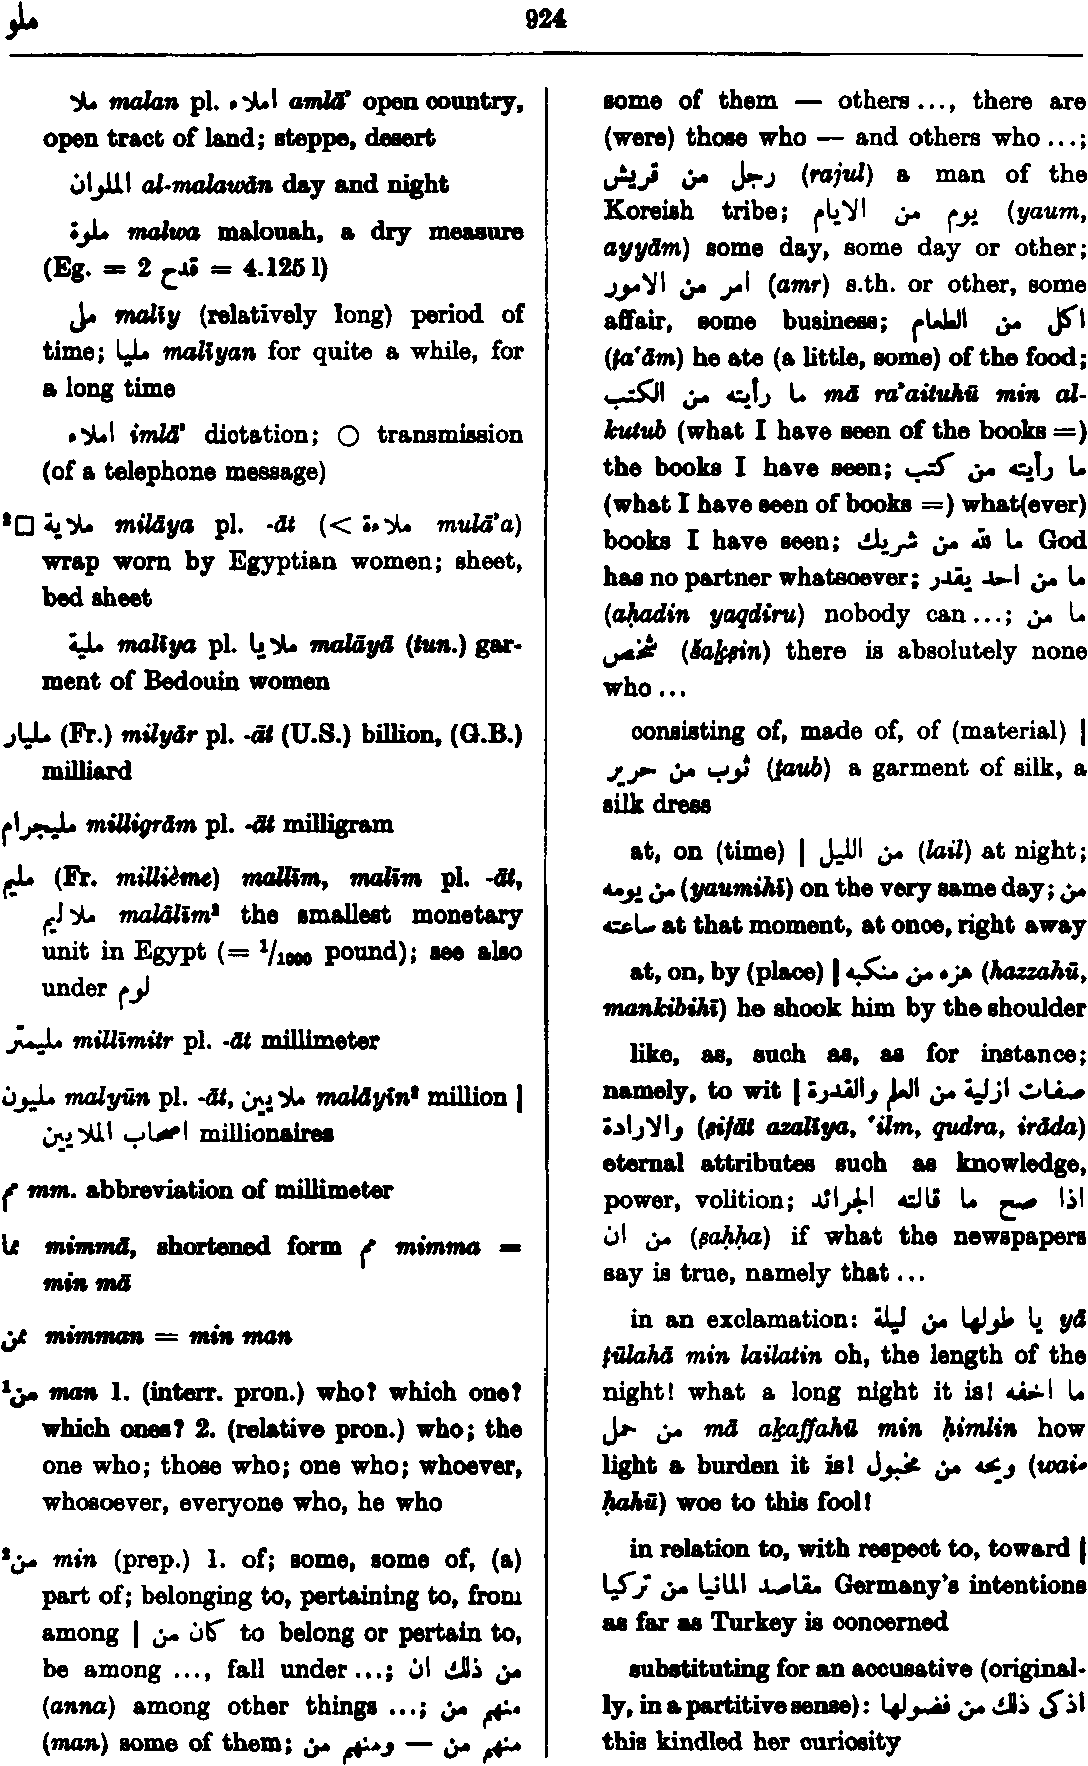 ملو
924
ملا malan pl. املاء amlā’ open country,
open tract of land; steppe, desert
الملوان al-malawān day and night
ملوة malwa malouah, a dry measure
(Eg. = 2 قدح = 4.125 l)
ملى malīy (relatively long) period of
time; مليا malīyan for quite a while, for
a long time
املاء imlā’ dictation; ○ transmission
(of a telephone message)
²□ ملاية milāya pl. -āt (< ملاءة mulā’a)
wrap worn by Egyptian women; sheet,
bed sheet
ملية malīya pl. ملايا malāyā (tun.) gar-
ment of Bedouin women
مليار (Fr.) milyār pl. -āt (U.S.) billion, (G.B.)
milliard
مليجرام milligrām pl. -āt milligram
مليم (Fr. millième) mallīm, malīm pl. -āt,
ملاليم malālīm² the smallest monetary
unit in Egypt (= 1/1000 pound); see also
under لوم
مليمتر millīmitr pl. -āt millimeter
مليون malyūn pl. -āt, ملايين malāyīn² million |
اصحاب الملايين millionaires
مم mm. abbreviation of millimeter
مما mimmā, shortened form مم mimma =
min mā
ممن mimman = min man
¹من man 1. (interr. pron.) who? which one?
which ones? 2. (relative pron.) who; the
one who; those who; one who; whoever,
whosoever, everyone who, he who
²من min (prep.) 1. of; some, some of, (a)
part of; belonging to, pertaining to, from
among | كان من to belong or pertain to,
be among ..., fall under ...; من ذلك ان
(anna) among other things ...; منهم من
(man) some of them; منهم من — ومنهم من
some of them — others ..., there are
(were) those who — and others who ...;
رجل من قريش (rajul) a man of the
Koreish tribe; يوم من الايام (yaum,
ayyām) some day, some day or other;
امر من الامور (amr) s.th. or other, some
affair, some business; اكل من الطعام
(ṭa‘ām) he ate (a little, some) of the food;
ما رأيته من الكتب mā ra’aituhū min al-
kutub (what I have seen of the books =)
the books I have seen; ما رأيته من كتب
(what I have seen of books =) what(ever)
books I have seen; ما لله من شريك God
has no partner whatsoever; ما من احد يقدر
(aḥadin yaqdiru) nobody can ...; ما من
شخص (šaḵṣin) there is absolutely none
who ...
consisting of, made of, of (material) |
ثوب من حرير (ṯaub) a garment of silk, a
silk dress
at, on (time) | من الليل (lail) at night;
من يومه (yaumihī) on the very same day; من
ساعته at that moment, at once, right away
at, on, by (place) | هزه من منكبه (hazzahū,
mankibihī) he shook him by the shoulder
like, as, such as, as for instance;
namely, to wit | صفات ازلية من العلم والقدرة
والارادة (ṣifāt azalīya, ‘ilm, qudra, irāda)
eternal attributes such as knowledge,
power, volition; اذا صح ما قالته الجرائد
من ان (ṣaḥḥa) if what the newspapers
say is true, namely that ...
in an exclamation: يا طولها من ليلة yā
ṭūlahā min lailatin oh, the length of the
night! what a long night it is! ما اخفه
من حمل mā aḵaffahū min ḥimlin how
light a burden it is! ويحه من مخبول (wai-
ḥahū) woe to this fool!
in relation to, with respect to, toward |
مقاصد المانيا من تركيا Germany’s intentions
as far as Turkey is concerned
substituting for an accusative (original-
ly, in a partitive sense): اذكى ذلك من فضولها
this kindled her curiosity